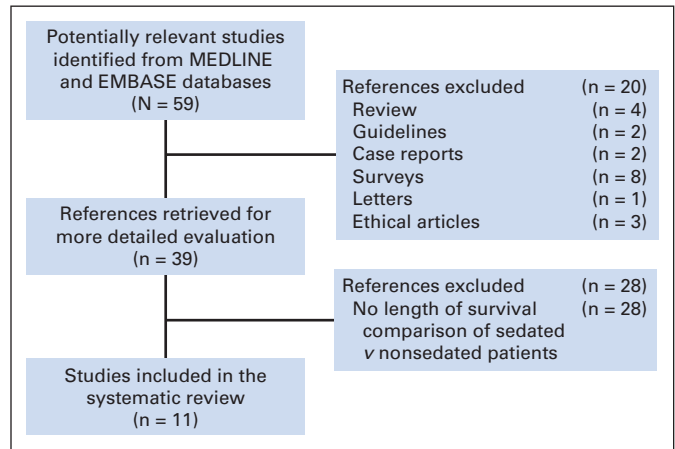 Potentially relevant studies
identified from MEDLINE
and EMBASE databases
(N = 59)
References excluded (n = 20)
Review (n = 4)
Guidelines (n = 2)
Case reports (n = 2)
Surveys (n = 8)
Letters (n = 1)
Ethical articles (n = 3)
References retrieved for
more detailed evaluation
(n = 39)
References excluded (n = 28)
No length of survival (n = 28)
comparison of sedated
v nonsedated patients
Studies included in the
systematic review
(n = 11)